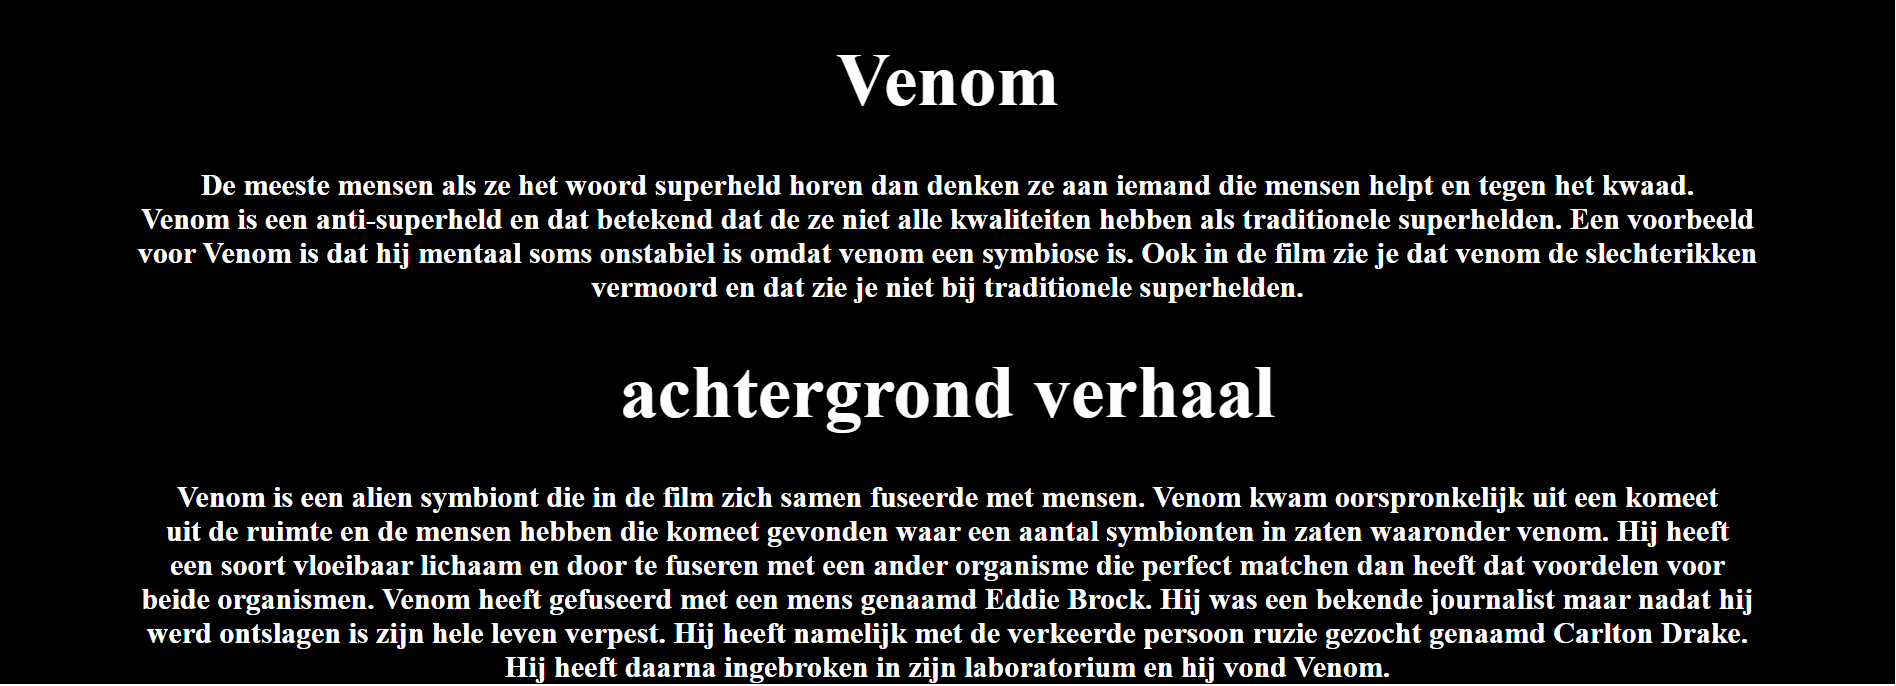 Venom
De meeste mensen als ze het woord superheld horen dan denken ze aan iemand die mensen helpt en tegen het kwaad.
Venom is een anti-superheld en dat betekend dat de ze niet alle kwaliteiten hebben als traditionele superhelden. Een voorbeeld
voor Venom is dat hij mentaal soms onstabiel is omdat venom een symbiose is. Ook in de film zie je dat venom de slechterikken
vermoord en dat zie je niet bij traditionele superhelden.
achtergrond verhaal
Venom is een alien symbiont die in de film zich samen fuseerde met mensen. Venom kwam oorspronkelijk uit een komeet
uit de ruimte en de mensen hebben die komeet gevonden waar een aantal symbionten in zaten waaronder venom. Hij heeft
een soort vloeibaar lichaam en door te fuseren met een ander organisme die perfect matchen dan heeft dat voordelen voor
beide organismen. Venom heeft gefuseerd met een mens genaamd Eddie Brock. Hij was een bekende journalist maar nadat hij
werd ontslagen is zijn hele leven verpest. Hij heeft namelijk met de verkeerde persoon ruzie gezocht genaamd Carlton Drake.
Hij heeft daarna ingebroken in zijn laboratorium en hij vond Venom.